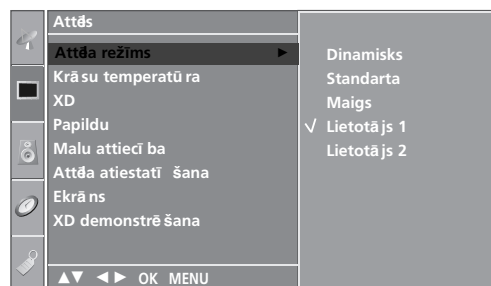 Attēls
Attēla režīms ►
Krāsu temperatūra
XD
Papildu
Malu attiecība
Attēla atiestatīšana
Ekrāns
XD demonstrēšana
Dinamisks
Standarta
Maigs
√ Lietotājs 1
Lietotājs 2
▲▼ ◄► OK MENU